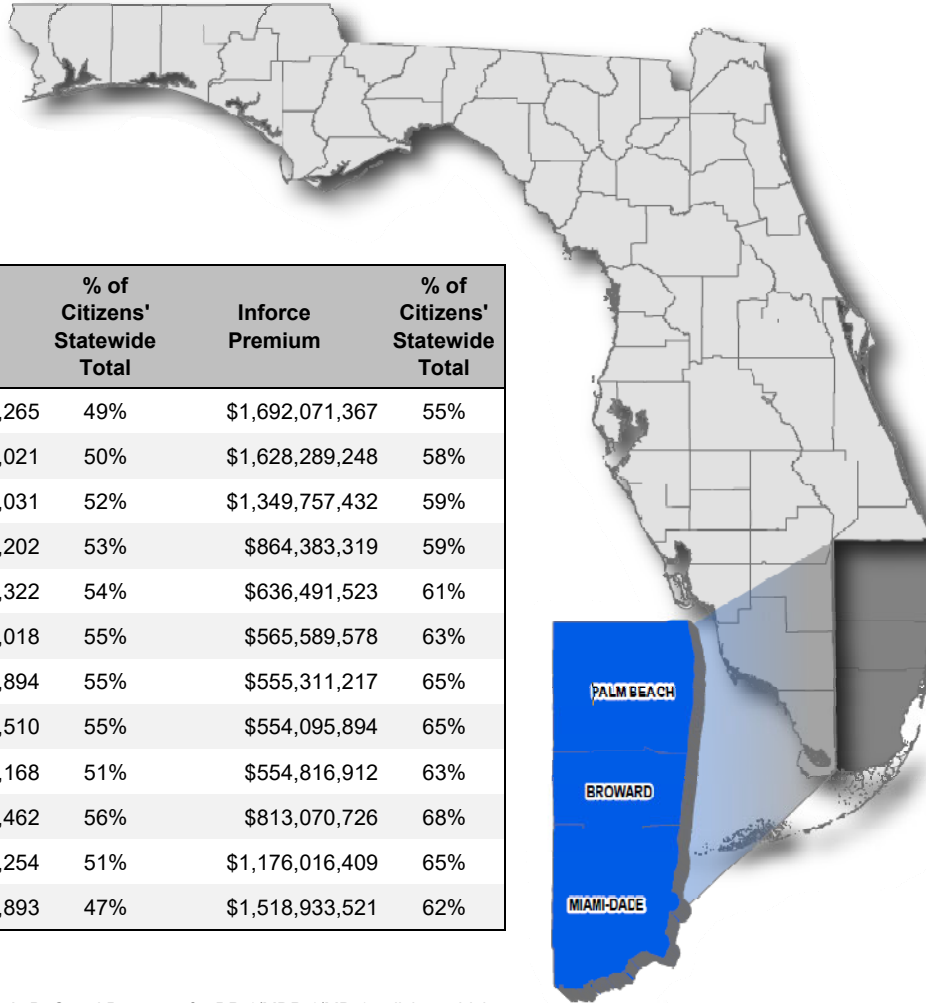 % of Citizens' Statewide Total Inforce Premium % of Citizens' Statewide Total
,265 49% $1,692,071,367 55%
,021 50% $1,628,289,248 58%
,031 52% $1,349,757,432 59%
,202 53% $864,383,319 59%
,322 54% $636,491,523 61%
,018 55% $565,589,578 63%
,894 55% $555,311,217 65%
,510 55% $554,095,894 65%
,168 51% $554,816,912 63%
,462 56% $813,070,726 68%
,254 51% $1,176,016,409 65%
,893 47% $1,518,933,521 62%
PALM BEACH
BROWARD
MIAMI-DADE